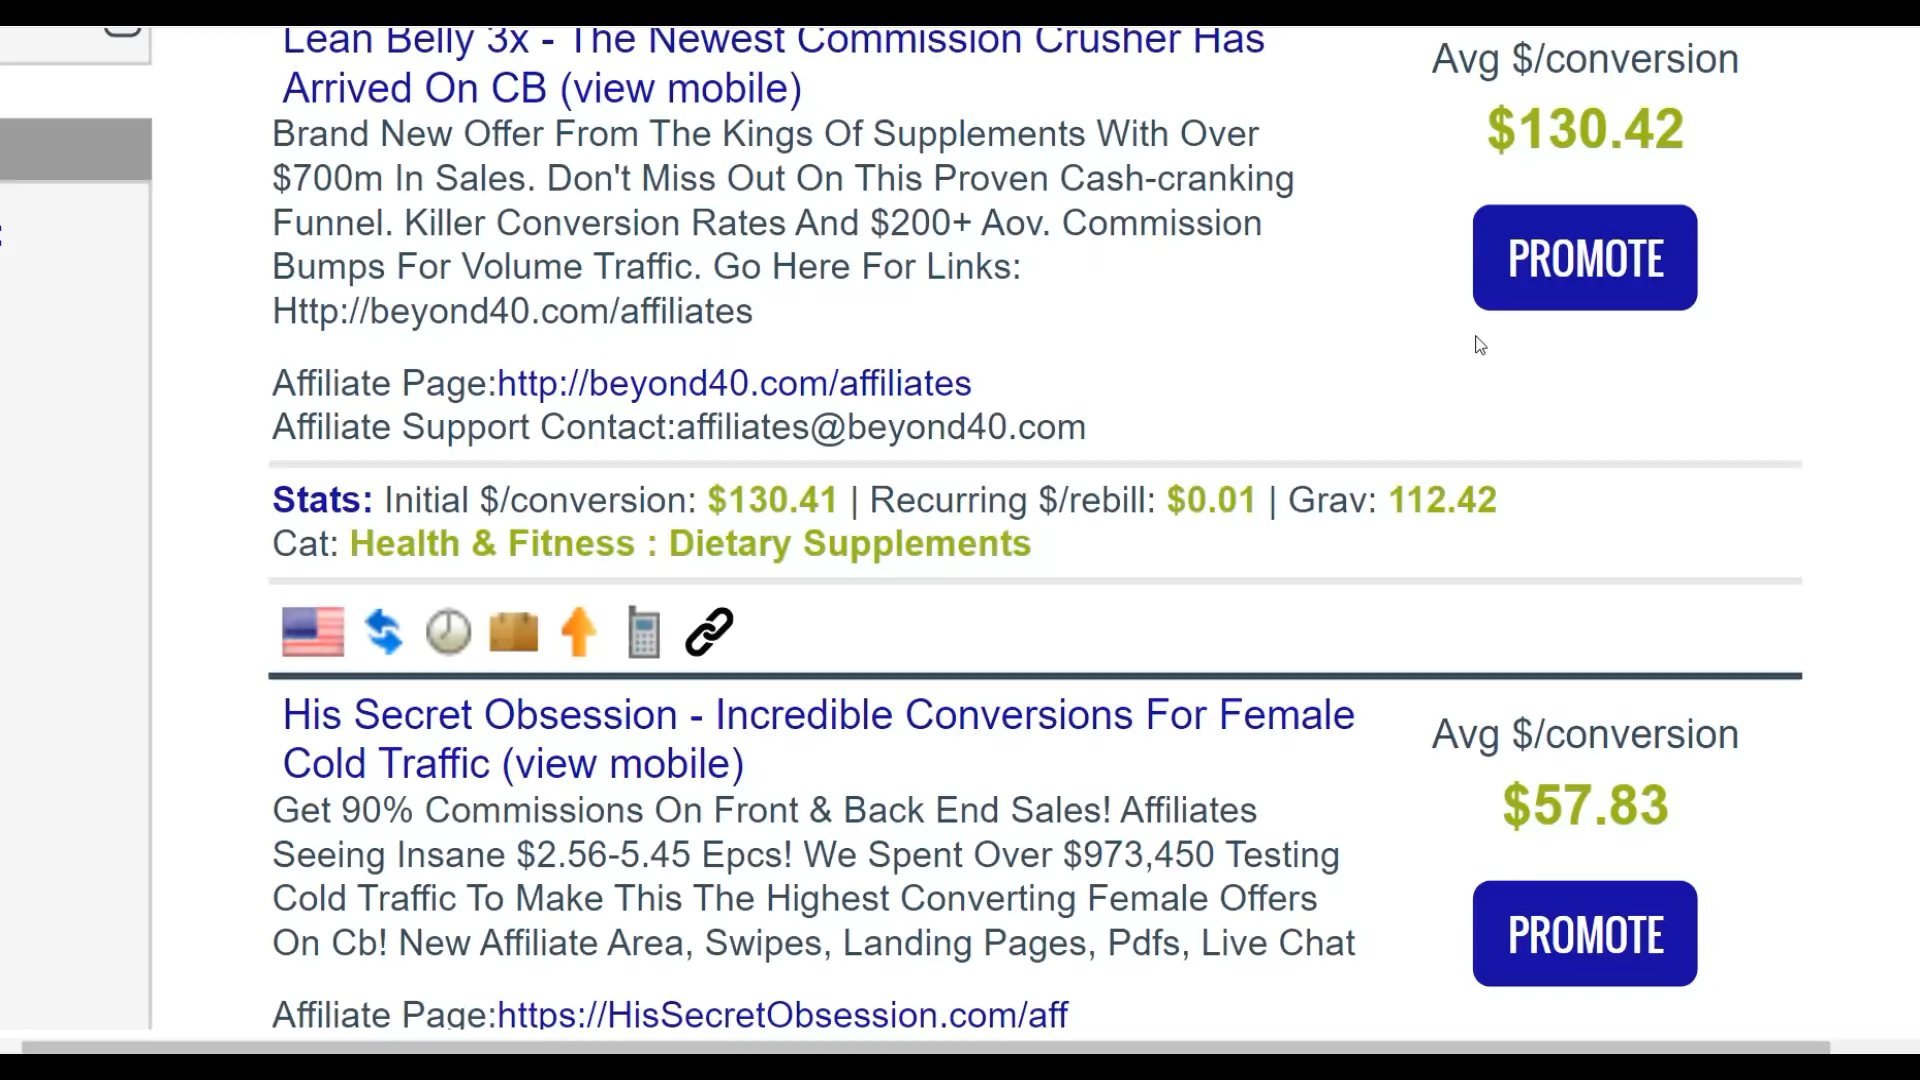 Lean Belly 3x - The Newest Commission Crusher Has
Arrived On CB (view mobile)
Brand New Offer From The Kings Of Supplements With Over
$700m In Sales. Don't Miss Out On This Proven Cash-cranking
Funnel. Killer Conversion Rates And $200+ Aov. Commission
Bumps For Volume Traffic. Go Here For Links:
Http://beyond40.com/affiliates
Avg $/conversion
$130.42
PROMOTE
Affiliate Page:http://beyond40.com/affiliates
Affiliate Support Contact:affiliates@beyond40.com
Stats: Initial $/conversion: $130.41 | Recurring $/rebill: $0.01 | Grav: 112.42
Cat: Health & Fitness : Dietary Supplements
His Secret Obsession - Incredible Conversions For Female
Cold Traffic (view mobile)
Get 90% Commissions On Front & Back End Sales! Affiliates
Seeing Insane $2.56-5.45 Epcs! We Spent Over $973,450 Testing
Cold Traffic To Make This The Highest Converting Female Offers
On Cb! New Affiliate Area, Swipes, Landing Pages, Pdfs, Live Chat
Avg $/conversion
$57.83
PROMOTE
Affiliate Page:https://HisSecretObsession.com/aff